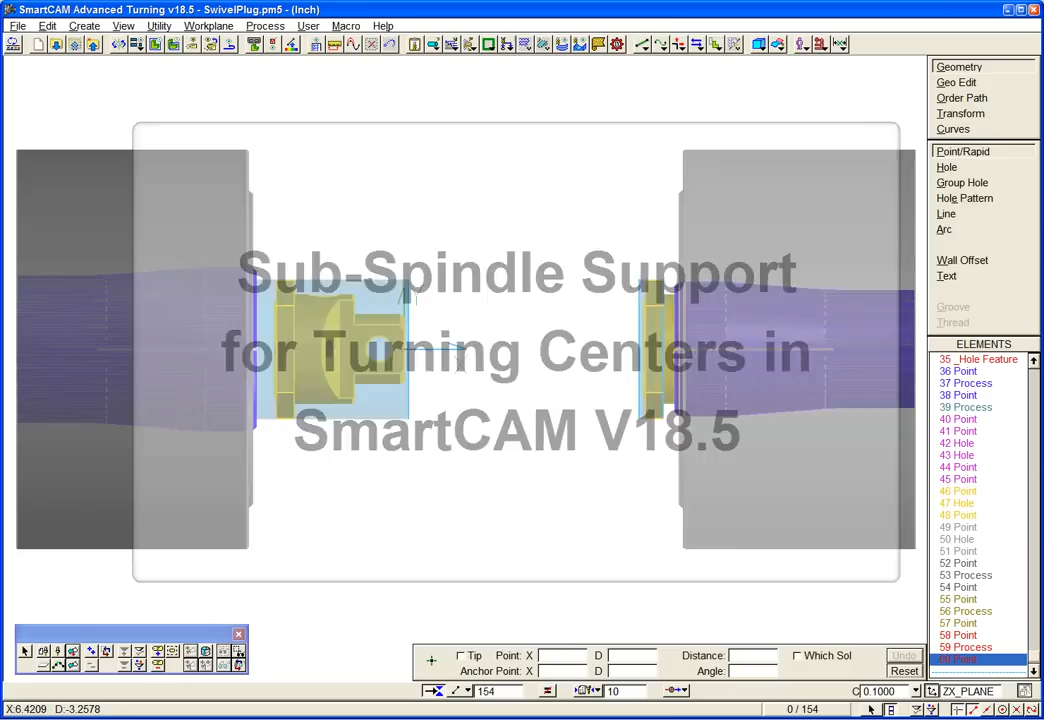 SmartCAM Advanced Turning v18.5 - SwivelPlug.pm5 - (Inch)
File Edit Create View Utility Workplane Process User Macro Help
Geometry
Geo Edit
Order Path
Transform
Curves
Point/Rapid
Hole
Group Hole
Hole Pattern
Line
Arc
Wall Offset
Text
Groove
Thread
Sub-Spindle Support
for Turning Centers in
SmartCAM V18.5
ELEMENTS
35 _Hole Feature
36 Point
37 Process
38 Point
39 Process
40 Point
41 Point
42 Hole
43 Hole
44 Point
45 Point
46 Point
47 Hole
48 Point
49 Point
50 Hole
51 Point
52 Point
53 Process
54 Point
55 Point
56 Process
57 Point
58 Point
59 Process
60 Point
Tip Point: X D Distance: Which Sol Undo
Anchor Point: X D Angle: Reset
154 10 C 0.1000 ZX_PLANE
X:6.4209 D:-3.2578 0 / 154